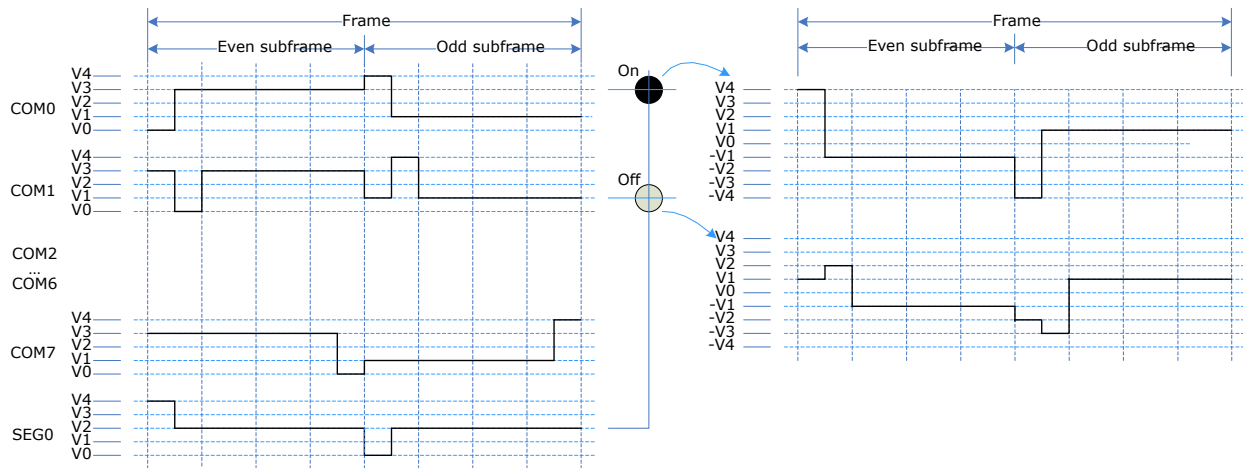 Frame
Even subframe Odd subframe
COM0
V4
V3
V2
V1
V0
COM1
V4
V3
V2
V1
V0
COM2
...
COM6
COM7
V4
V3
V2
V1
V0
SEG0
V4
V3
V2
V1
V0
On
Off
Frame
Even subframe Odd subframe
V4
V3
V2
V1
V0
-V1
-V2
-V3
-V4
V4
V3
V2
V1
V0
-V1
-V2
-V3
-V4